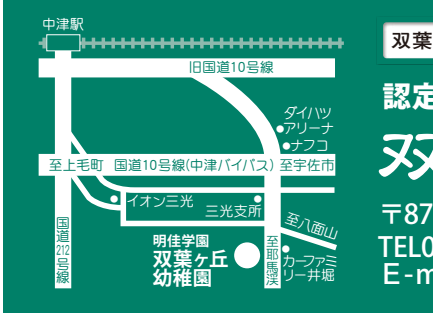 中津駅
旧国道10号線
ダイハツ
アリーナ
ナフコ
至上毛町 国道10号線(中津バイパス) 至宇佐市
イオン三光
三光支所
至八面山
国道212号線
明佳学園
双葉ヶ丘
幼稚園
至耶馬渓
カーファミ
リー井堀
双葉
認定
双
〒87
TEL0
E-m